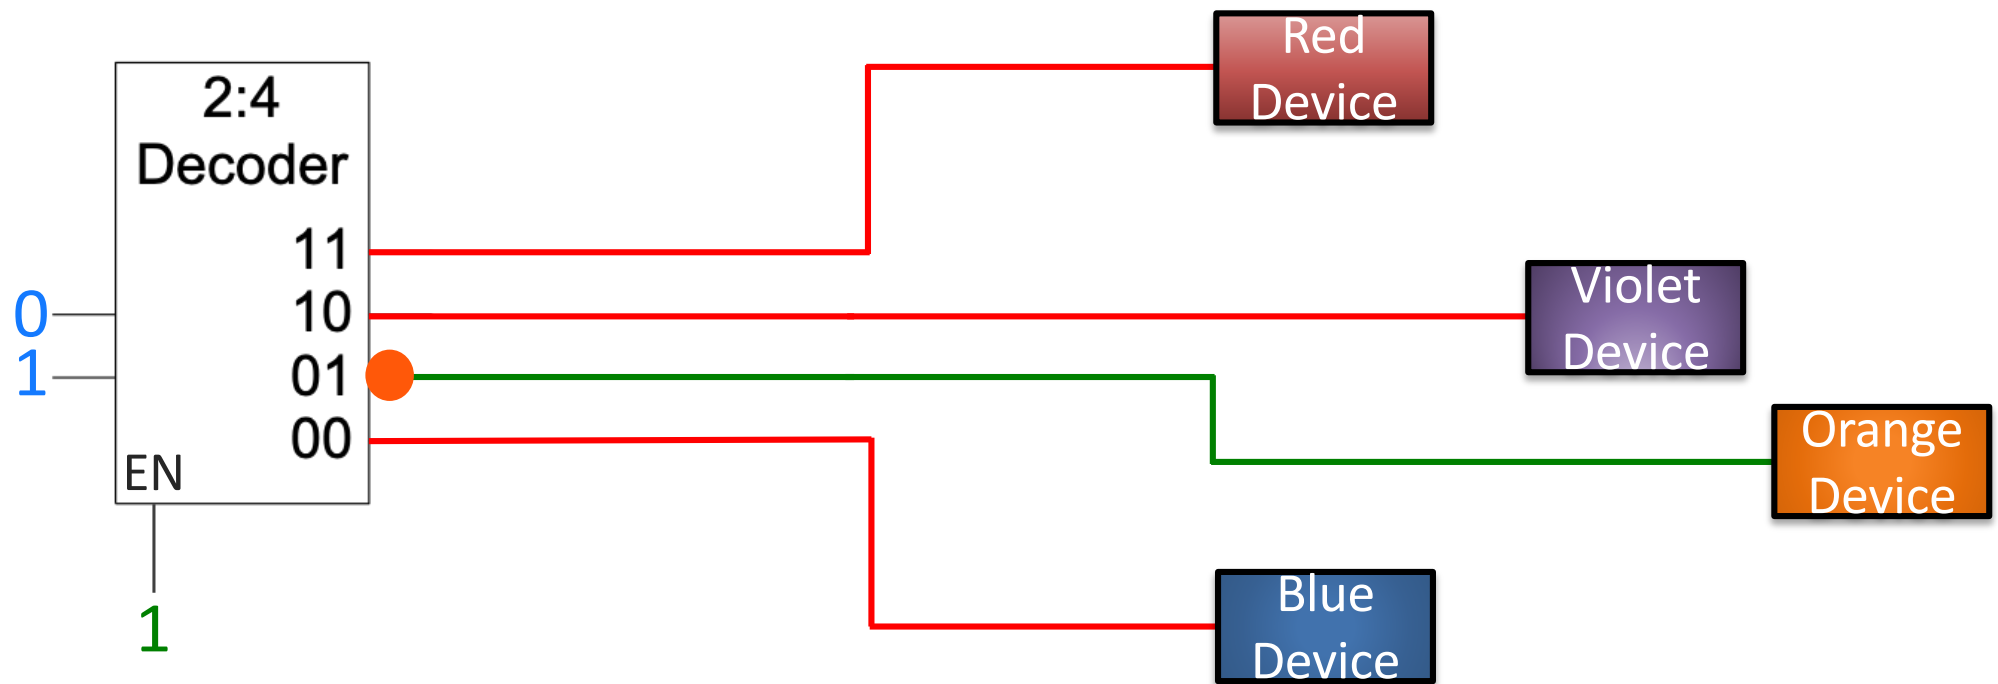 2:4
Decoder
11
10
01
00
EN
0
1
1
Red
Device
Violet
Device
Orange
Device
Blue
Device